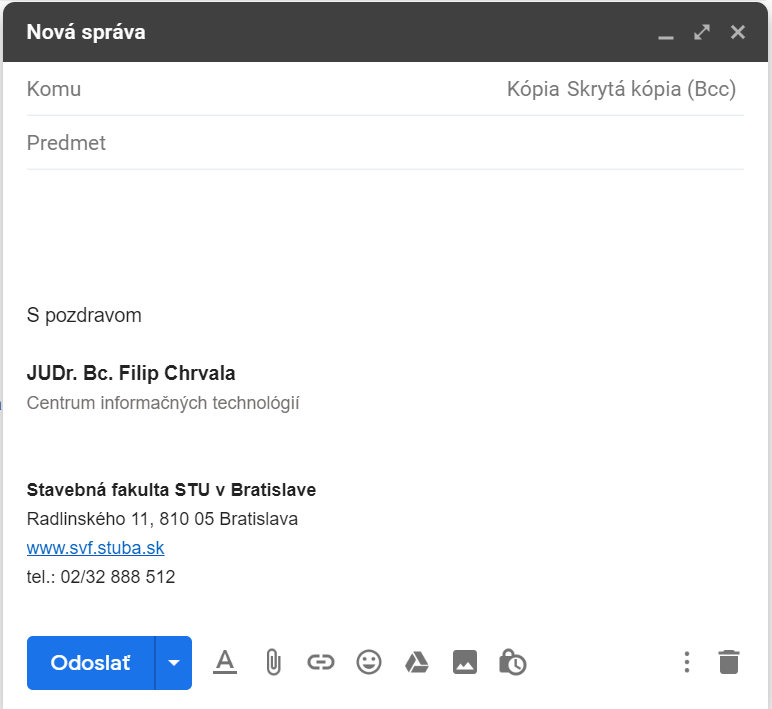 Nová správa
Komu Kópia Skrytá kópia (Bcc)
Predmet
S pozdravom
JUDr. Bc. Filip Chrvala
Centrum informačných technológií
Stavebná fakulta STU v Bratislave
Radlinského 11, 810 05 Bratislava
www.svf.stuba.sk
tel.: 02/32 888 512
Odoslať